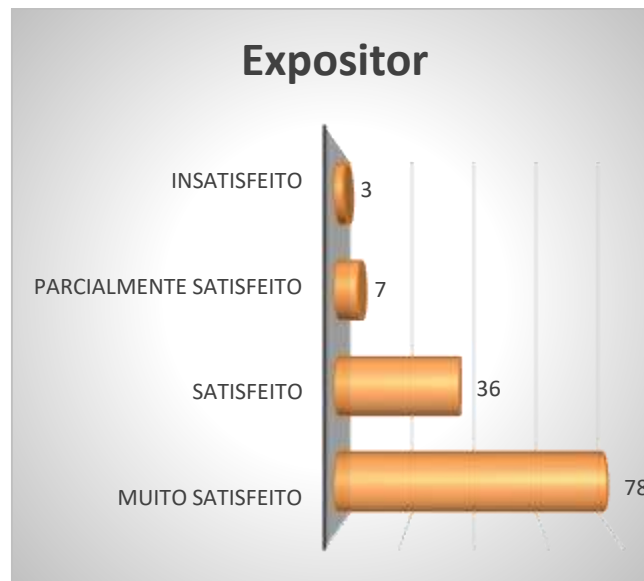 Expositor
INSATISFEITO 3
PARCIALMENTE SATISFEITO 7
SATISFEITO 36
MUITO SATISFEITO 78